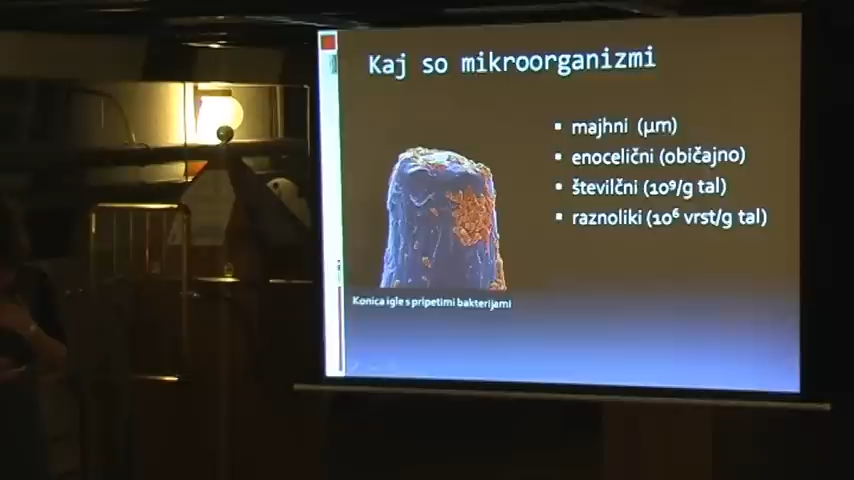 Kaj so mikroorganizmi
majhni (µm)
enocelični (običajno)
številčni (10⁹/g tal)
raznoliki (10⁶ vrst/g tal)
Konica igle s pripetimi bakterijami